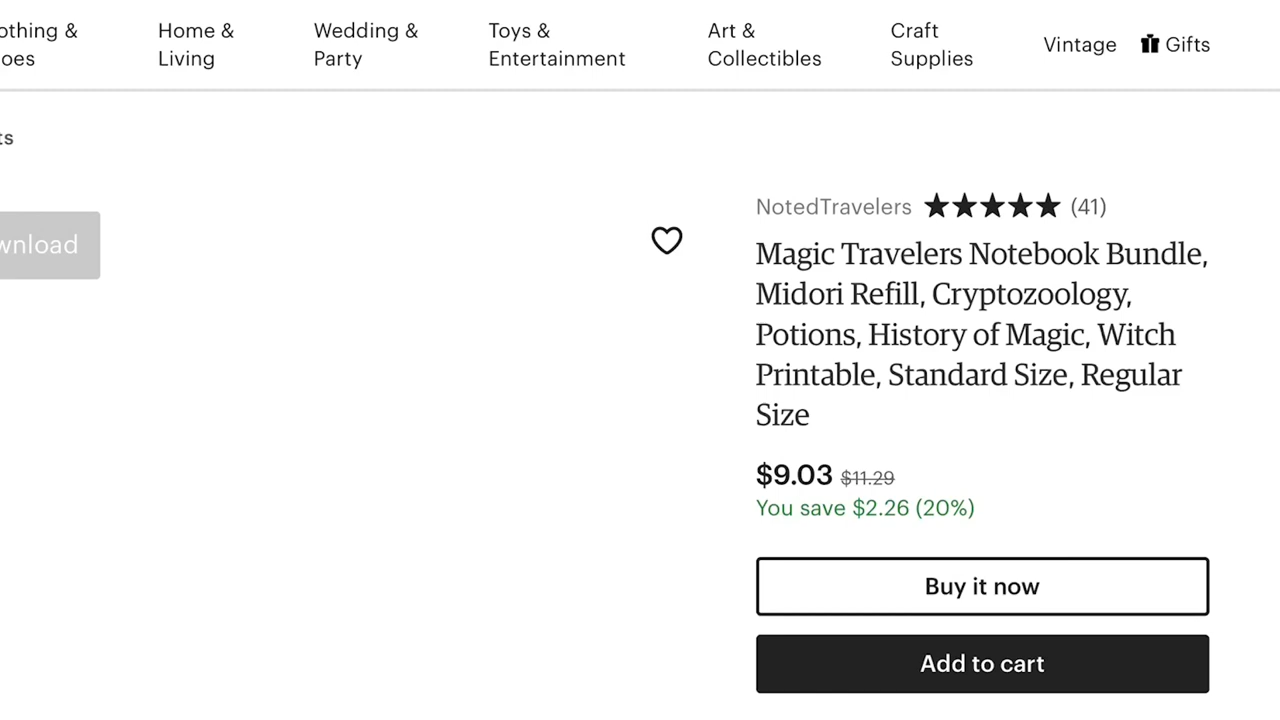 Home & Living
Wedding & Party
Toys & Entertainment
Art & Collectibles
Craft Supplies
Vintage
Gifts
NotedTravelers ★★★★★ (41)
Magic Travelers Notebook Bundle,
Midori Refill, Cryptozoology,
Potions, History of Magic, Witch
Printable, Standard Size, Regular
Size
$9.03 $11.29
You save $2.26 (20%)
Buy it now
Add to cart